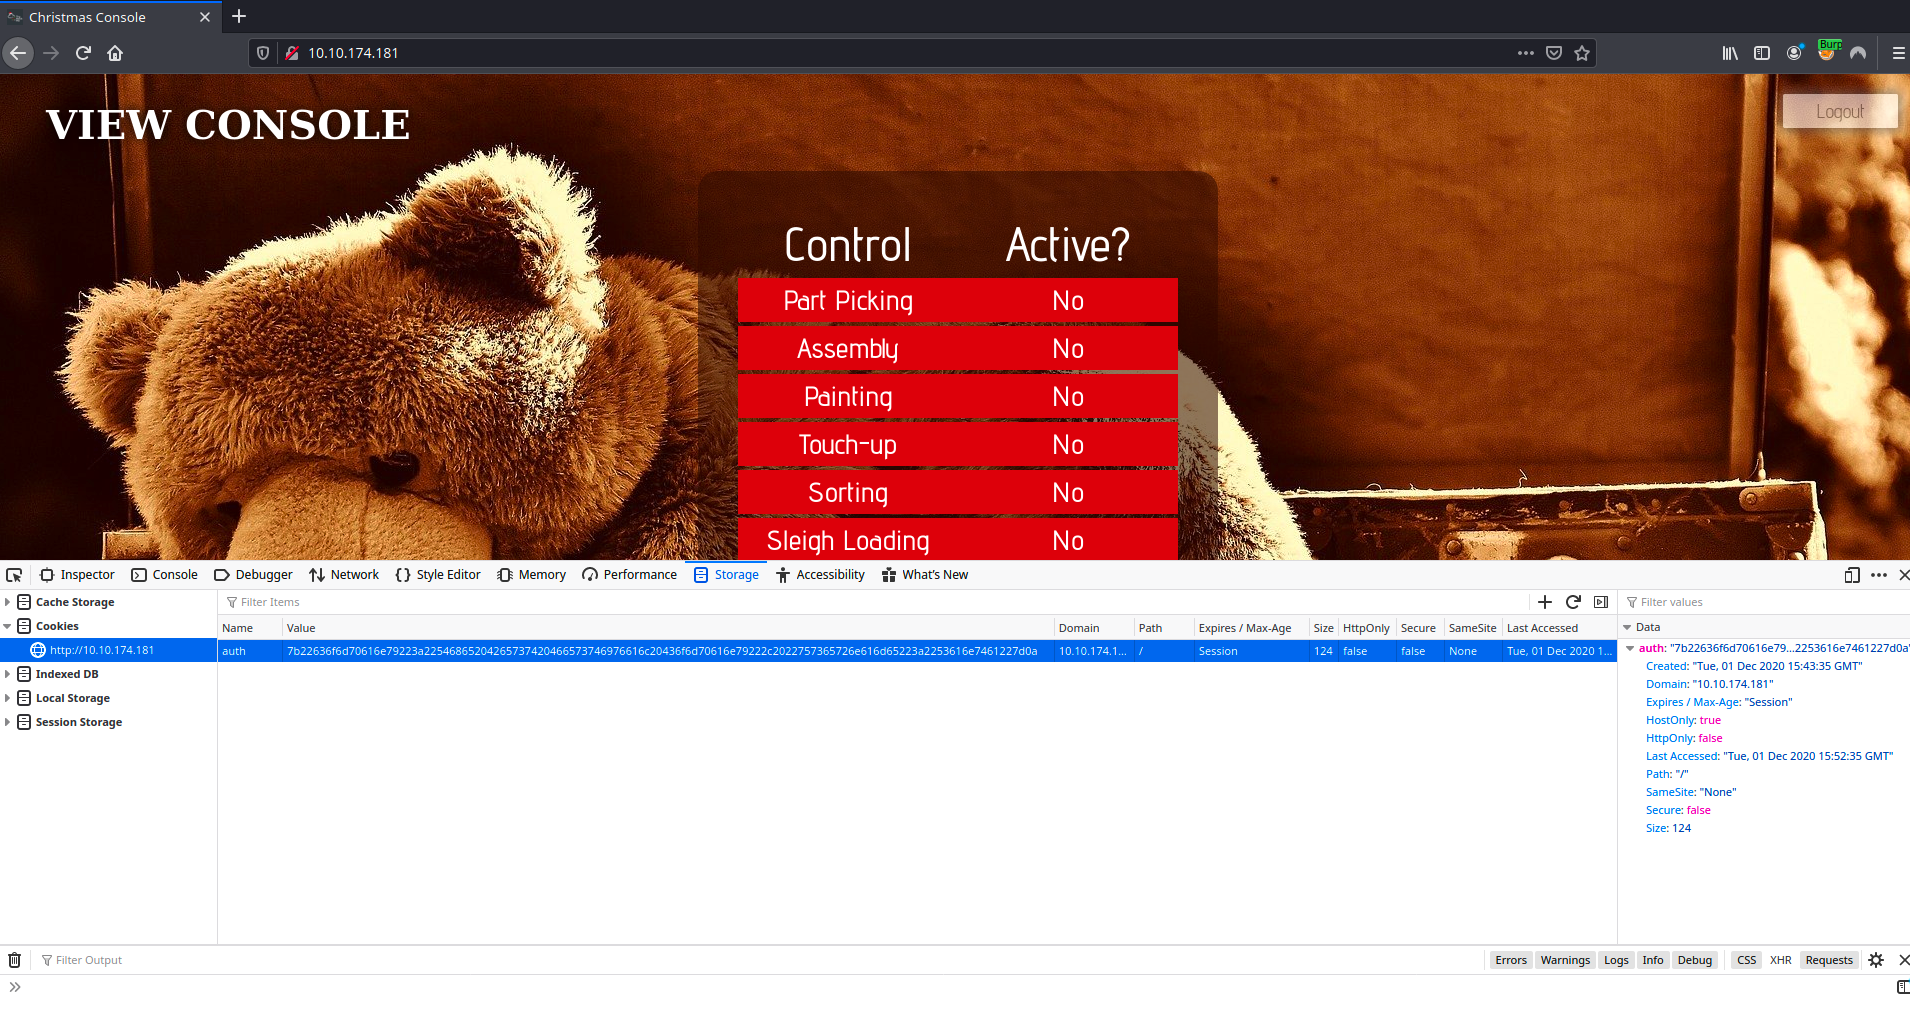 Christmas Console
10.10.174.181
Burp
VIEW CONSOLE
Logout
Control Active?
Part Picking No
Assembly No
Painting No
Touch-up No
Sorting No
Sleigh Loading No
Inspector Console Debugger Network Style Editor Memory Performance Storage Accessibility What's New
Cache Storage
Cookies
http://10.10.174.181
Indexed DB
Local Storage
Session Storage
Filter Items
Name Value Domain Path Expires / Max-Age Size HttpOnly Secure SameSite Last Accessed
auth 7b22636f6d70616e79223a22546865204265737420466573746976616c20436f6d70616e79222c2022757365726e616d65223a2253616e7461227d0a 10.10.174.1... / Session 124 false false None Tue, 01 Dec 2020 1...
Filter values
Data
auth: "7b22636f6d70616e79...2253616e7461227d0a"
Created: "Tue, 01 Dec 2020 15:43:35 GMT"
Domain: "10.10.174.181"
Expires / Max-Age: "Session"
HostOnly: true
HttpOnly: false
Last Accessed: "Tue, 01 Dec 2020 15:52:35 GMT"
Path: "/"
SameSite: "None"
Secure: false
Size: 124
Filter Output
Errors Warnings Logs Info Debug CSS XHR Requests